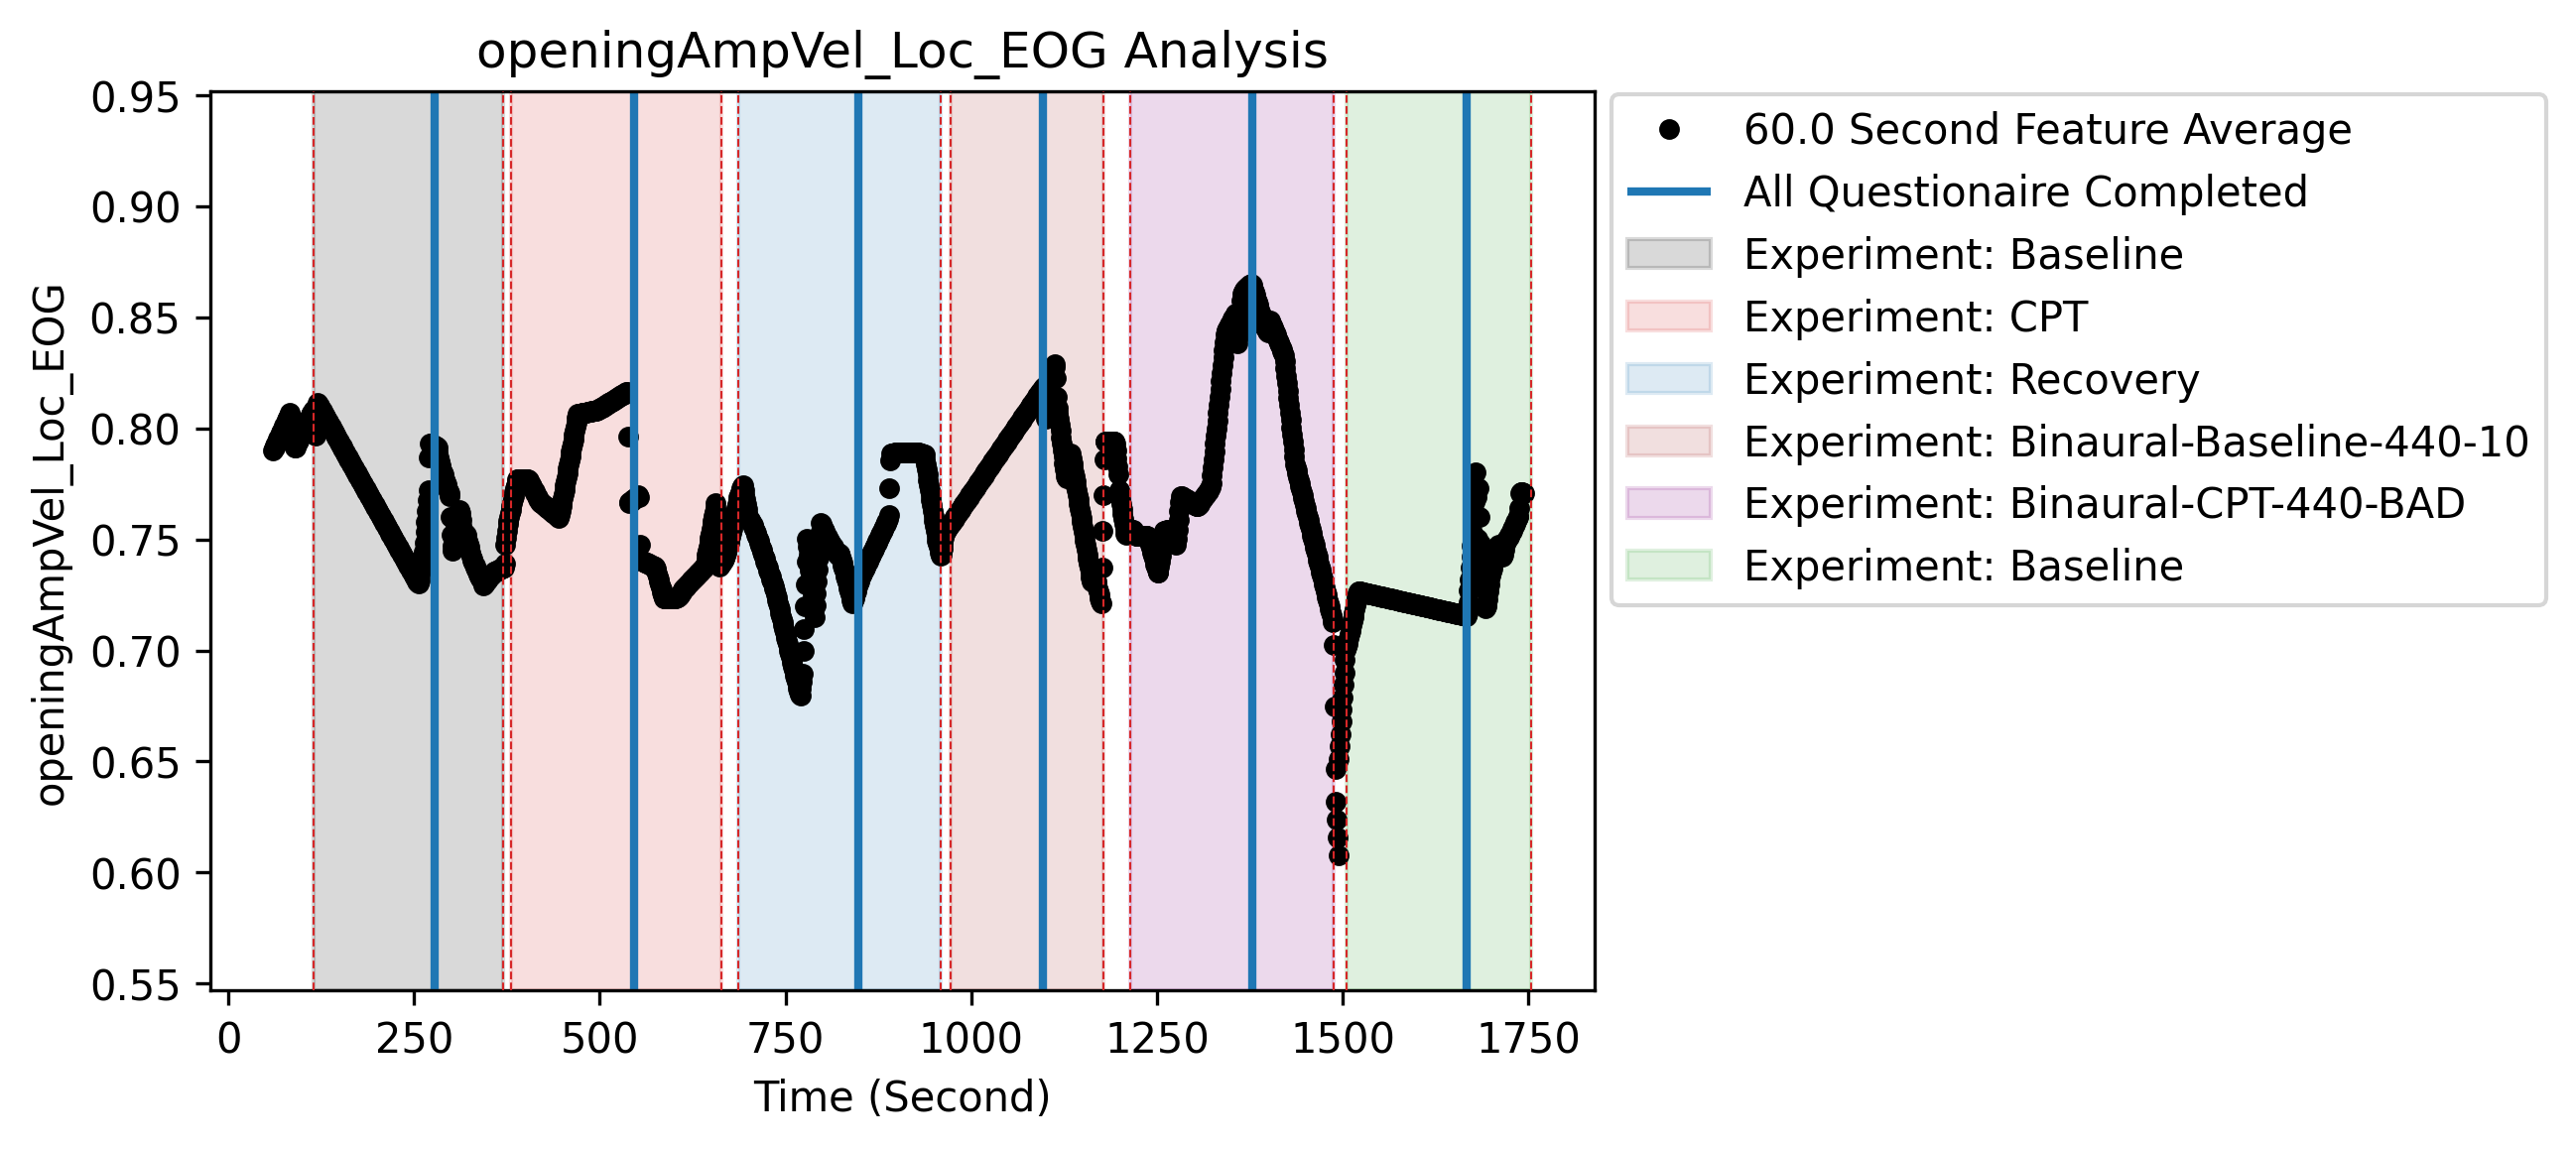 openingAmpVel_Loc_EOG Analysis
openingAmpVel_Loc_EOG
0.95
0.90
0.85
0.80
0.75
0.70
0.65
0.60
0.55
0 250 500 750 1000 1250 1500 1750
Time (Second)
60.0 Second Feature Average
All Questionaire Completed
Experiment: Baseline
Experiment: CPT
Experiment: Recovery
Experiment: Binaural-Baseline-440-10
Experiment: Binaural-CPT-440-BAD
Experiment: Baseline